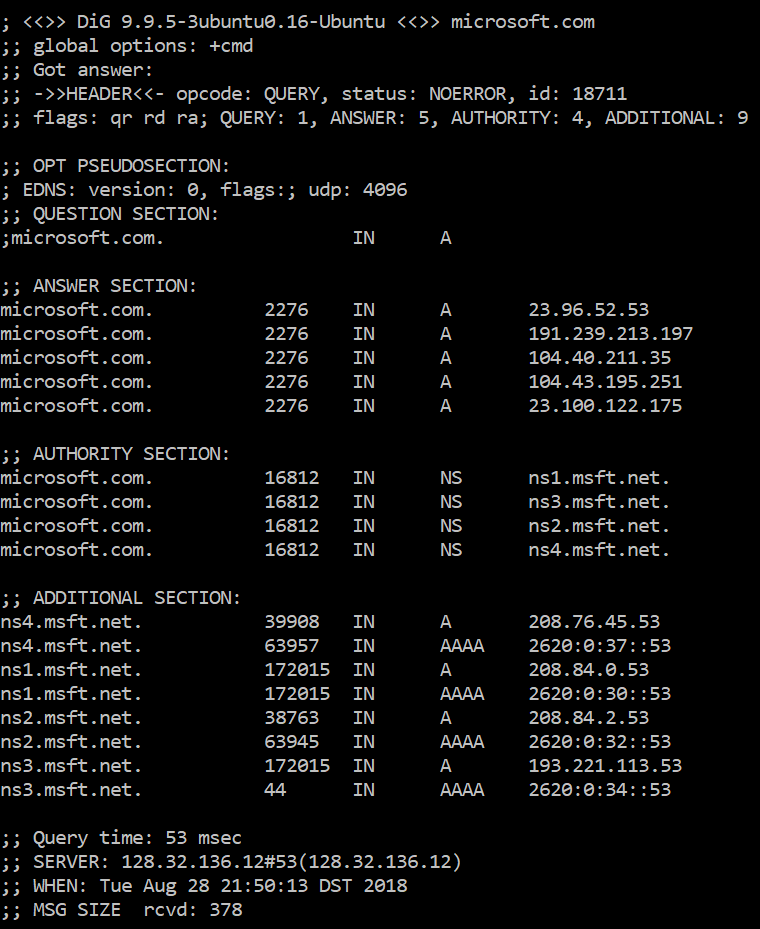 ; <<>> DiG 9.9.5-3ubuntu0.16-Ubuntu <<>> microsoft.com
;; global options: +cmd
;; Got answer:
;; ->>HEADER<<- opcode: QUERY, status: NOERROR, id: 18711
;; flags: qr rd ra; QUERY: 1, ANSWER: 5, AUTHORITY: 4, ADDITIONAL: 9
;; OPT PSEUDOSECTION:
; EDNS: version: 0, flags:; udp: 4096
;; QUESTION SECTION:
;microsoft.com. IN A
;; ANSWER SECTION:
microsoft.com. 2276 IN A 23.96.52.53
microsoft.com. 2276 IN A 191.239.213.197
microsoft.com. 2276 IN A 104.40.211.35
microsoft.com. 2276 IN A 104.43.195.251
microsoft.com. 2276 IN A 23.100.122.175
;; AUTHORITY SECTION:
microsoft.com. 16812 IN NS ns1.msft.net.
microsoft.com. 16812 IN NS ns3.msft.net.
microsoft.com. 16812 IN NS ns2.msft.net.
microsoft.com. 16812 IN NS ns4.msft.net.
;; ADDITIONAL SECTION:
ns4.msft.net. 39908 IN A 208.76.45.53
ns4.msft.net. 63957 IN AAAA 2620:0:37::53
ns1.msft.net. 172015 IN A 208.84.0.53
ns1.msft.net. 172015 IN AAAA 2620:0:30::53
ns2.msft.net. 38763 IN A 208.84.2.53
ns2.msft.net. 63945 IN AAAA 2620:0:32::53
ns3.msft.net. 172015 IN A 193.221.113.53
ns3.msft.net. 44 IN AAAA 2620:0:34::53
;; Query time: 53 msec
;; SERVER: 128.32.136.12#53(128.32.136.12)
;; WHEN: Tue Aug 28 21:50:13 DST 2018
;; MSG SIZE  rcvd: 378